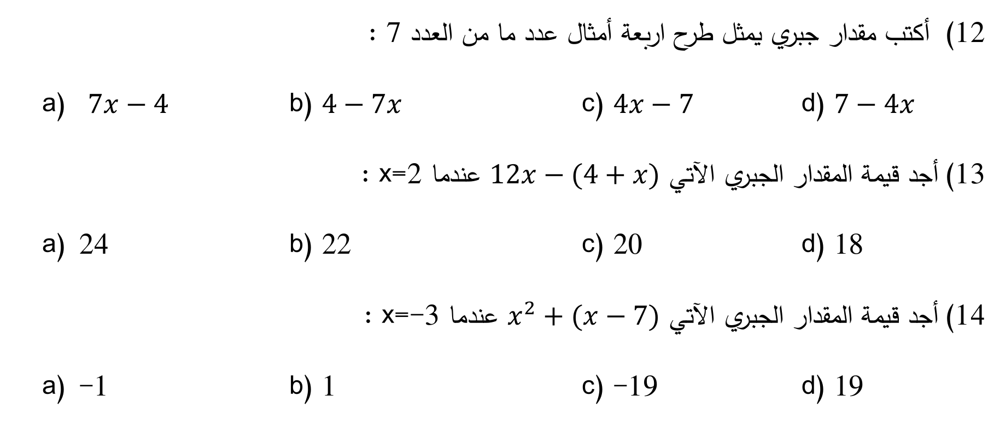 12) أكتب مقدار جبري يمثل طرح اربعة أمثال عدد ما من العدد 7 :
a) 7x − 4 b) 4 − 7x c) 4x − 7 d) 7 − 4x
13) أجد قيمة المقدار الجبري الآتي 12x − (4 + x) عندما x=2 :
a) 24 b) 22 c) 20 d) 18
14) أجد قيمة المقدار الجبري الآتي x² + (x − 7) عندما x=−3 :
a) −1 b) 1 c) −19 d) 19